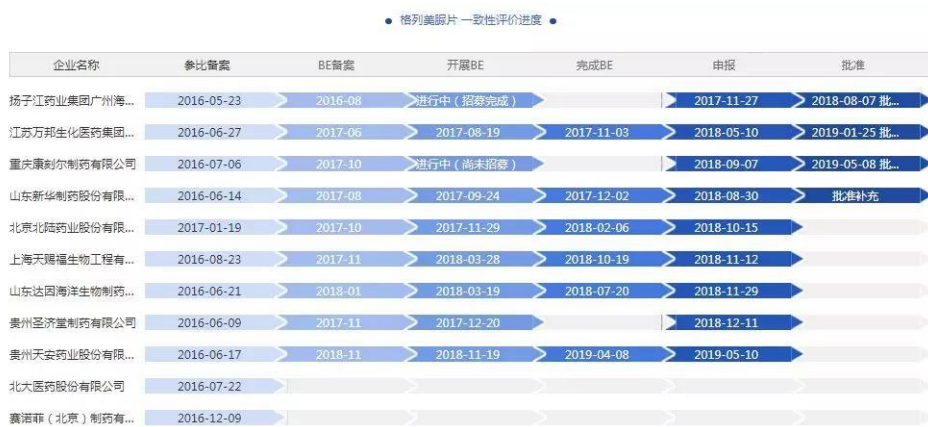 ● 格列美脲片 一致性评价进度 ●
企业名称 参比备案 BE备案 开展BE 完成BE 申报 批准
扬子江药业集团广州海... 2016-05-23 2016-08 进行中（招募完成） 2017-11-27 2018-08-07 批...
江苏万邦生化医药集团... 2016-06-27 2017-06 2017-08-19 2017-11-03 2018-05-10 2019-01-25 批...
重庆康刻尔制药有限公司 2016-07-06 2017-10 进行中（尚未招募） 2018-09-07 2019-05-08 批...
山东新华制药股份有限... 2016-06-14 2017-08 2017-09-24 2017-12-02 2018-08-30 批准补充
北京北陆药业股份有限... 2017-01-19 2017-10 2017-11-29 2018-02-06 2018-10-15
上海天赐福生物工程有... 2016-08-23 2017-11 2018-03-28 2018-10-19 2018-11-12
山东达因海洋生物制药... 2016-06-21 2018-01 2018-03-19 2018-07-20 2018-11-29
贵州圣济堂制药有限公司 2016-06-09 2017-11 2017-12-20 2018-12-11
贵州天安药业股份有限... 2016-06-17 2018-11 2018-11-19 2019-04-08 2019-05-10
北大医药股份有限公司 2016-07-22
赛诺菲（北京）制药有... 2016-12-09